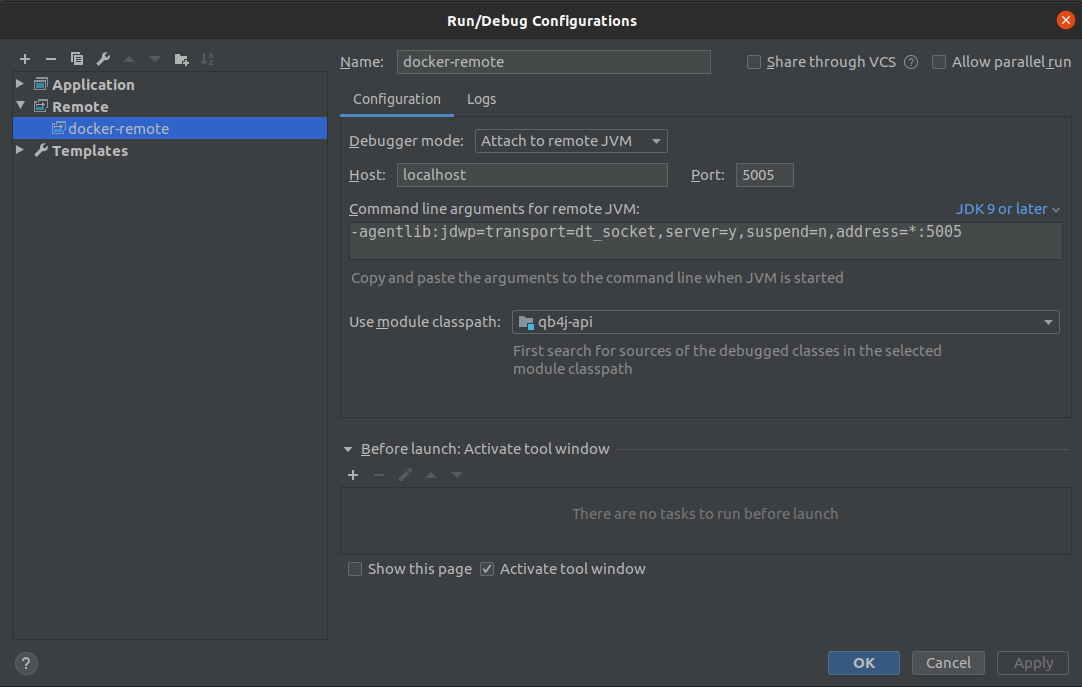 Run/Debug Configurations
Application
Remote
docker-remote
Templates
Name: docker-remote
Share through VCS ?
Allow parallel run
Configuration Logs
Debugger mode: Attach to remote JVM
Host: localhost Port: 5005
Command line arguments for remote JVM: JDK 9 or later
-agentlib:jdwp=transport=dt_socket,server=y,suspend=n,address=*:5005
Copy and paste the arguments to the command line when JVM is started
Use module classpath: qb4j-api
First search for sources of the debugged classes in the selected
module classpath
Before launch: Activate tool window
There are no tasks to run before launch
Show this page Activate tool window
? OK Cancel Apply